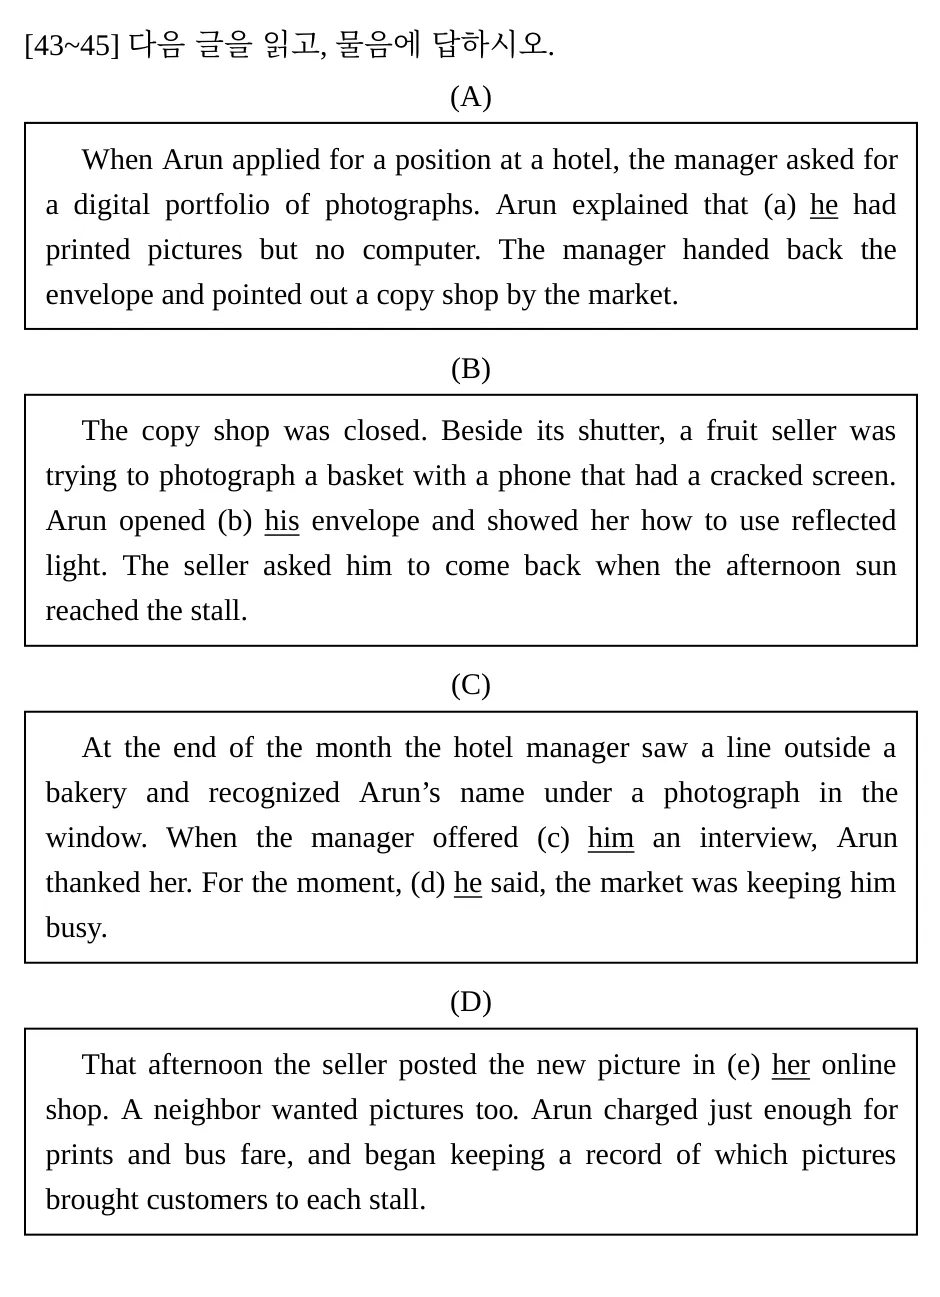 [43~45] 다음 글을 읽고, 물음에 답하시오.
(A)
When Arun applied for a position at a hotel, the manager asked for
a digital portfolio of photographs. Arun explained that (a) he had
printed pictures but no computer. The manager handed back the
envelope and pointed out a copy shop by the market.
(B)
The copy shop was closed. Beside its shutter, a fruit seller was
trying to photograph a basket with a phone that had a cracked screen.
Arun opened (b) his envelope and showed her how to use reflected
light. The seller asked him to come back when the afternoon sun
reached the stall.
(C)
At the end of the month the hotel manager saw a line outside a
bakery and recognized Arun’s name under a photograph in the
window. When the manager offered (c) him an interview, Arun
thanked her. For the moment, (d) he said, the market was keeping him
busy.
(D)
That afternoon the seller posted the new picture in (e) her online
shop. A neighbor wanted pictures too. Arun charged just enough for
prints and bus fare, and began keeping a record of which pictures
brought customers to each stall.